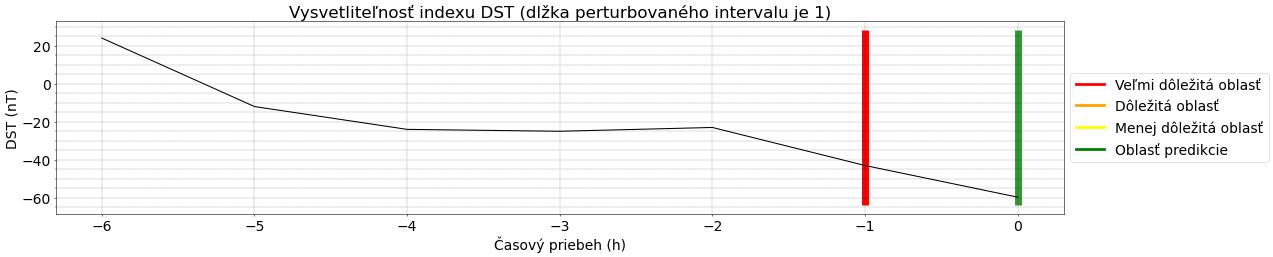 Vysvetliteľnosť indexu DST (dĺžka perturbovaného intervalu je 1)
DST (nT)
20
0
−20
−40
−60
−6 −5 −4 −3 −2 −1 0
Časový priebeh (h)
Veľmi dôležitá oblasť
Dôležitá oblasť
Menej dôležitá oblasť
Oblasť predikcie